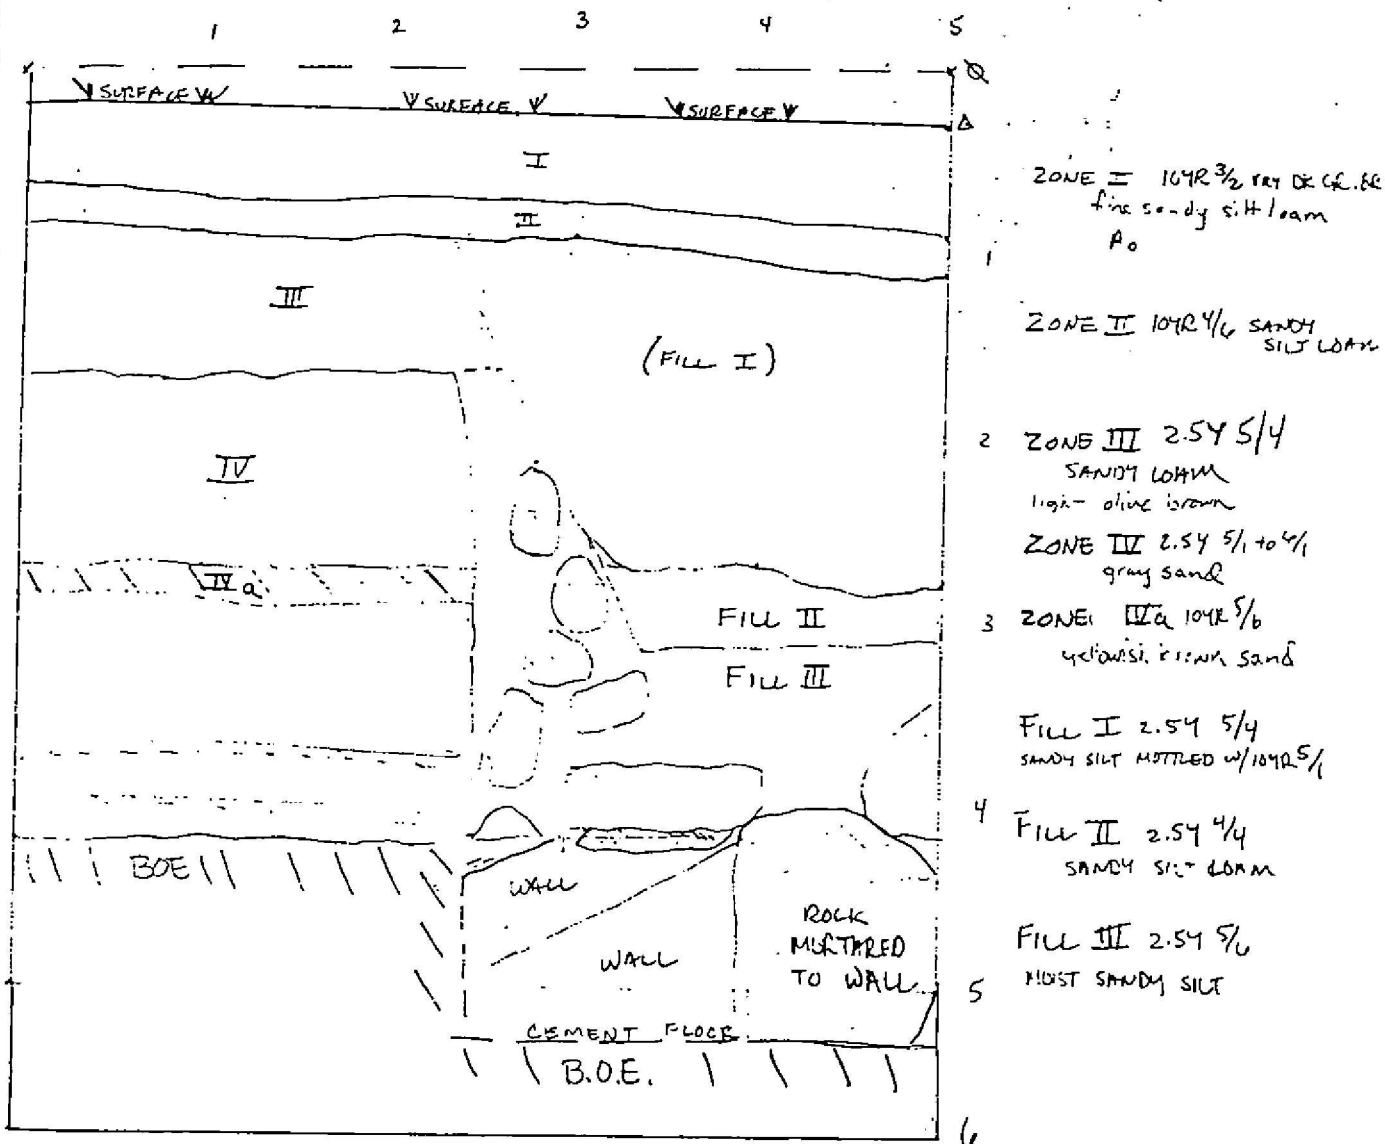 1 2 3 4 5
SURFACE SURFACE SURFACE
I
II
III
(FILL I)
IV
IVa
FILL II
FILL III
BOE
WALL
WALL
ROCK
MORTARED
TO WALL
CEMENT FLOOR
B.O.E.
1
2
3
4
5
6
ZONE I 10YR 3/2
fine sandy silt loam
A0
ZONE II 10YR 4/6 SANDY
SILT LOAM
ZONE III 2.5Y 5/4
SANDY LOAM
light olive brown
ZONE IV 2.5Y 5/1 to 6/1
gray sand
ZONE IVa 10YR 5/6
yellowish brown sand
FILL I 2.5Y 5/4
SANDY SILT MOTTLED W/10YR 5/1
FILL II 2.5Y 4/4
SANDY SILT LOAM
FILL III 2.5Y 5/6
MOIST SANDY SILT